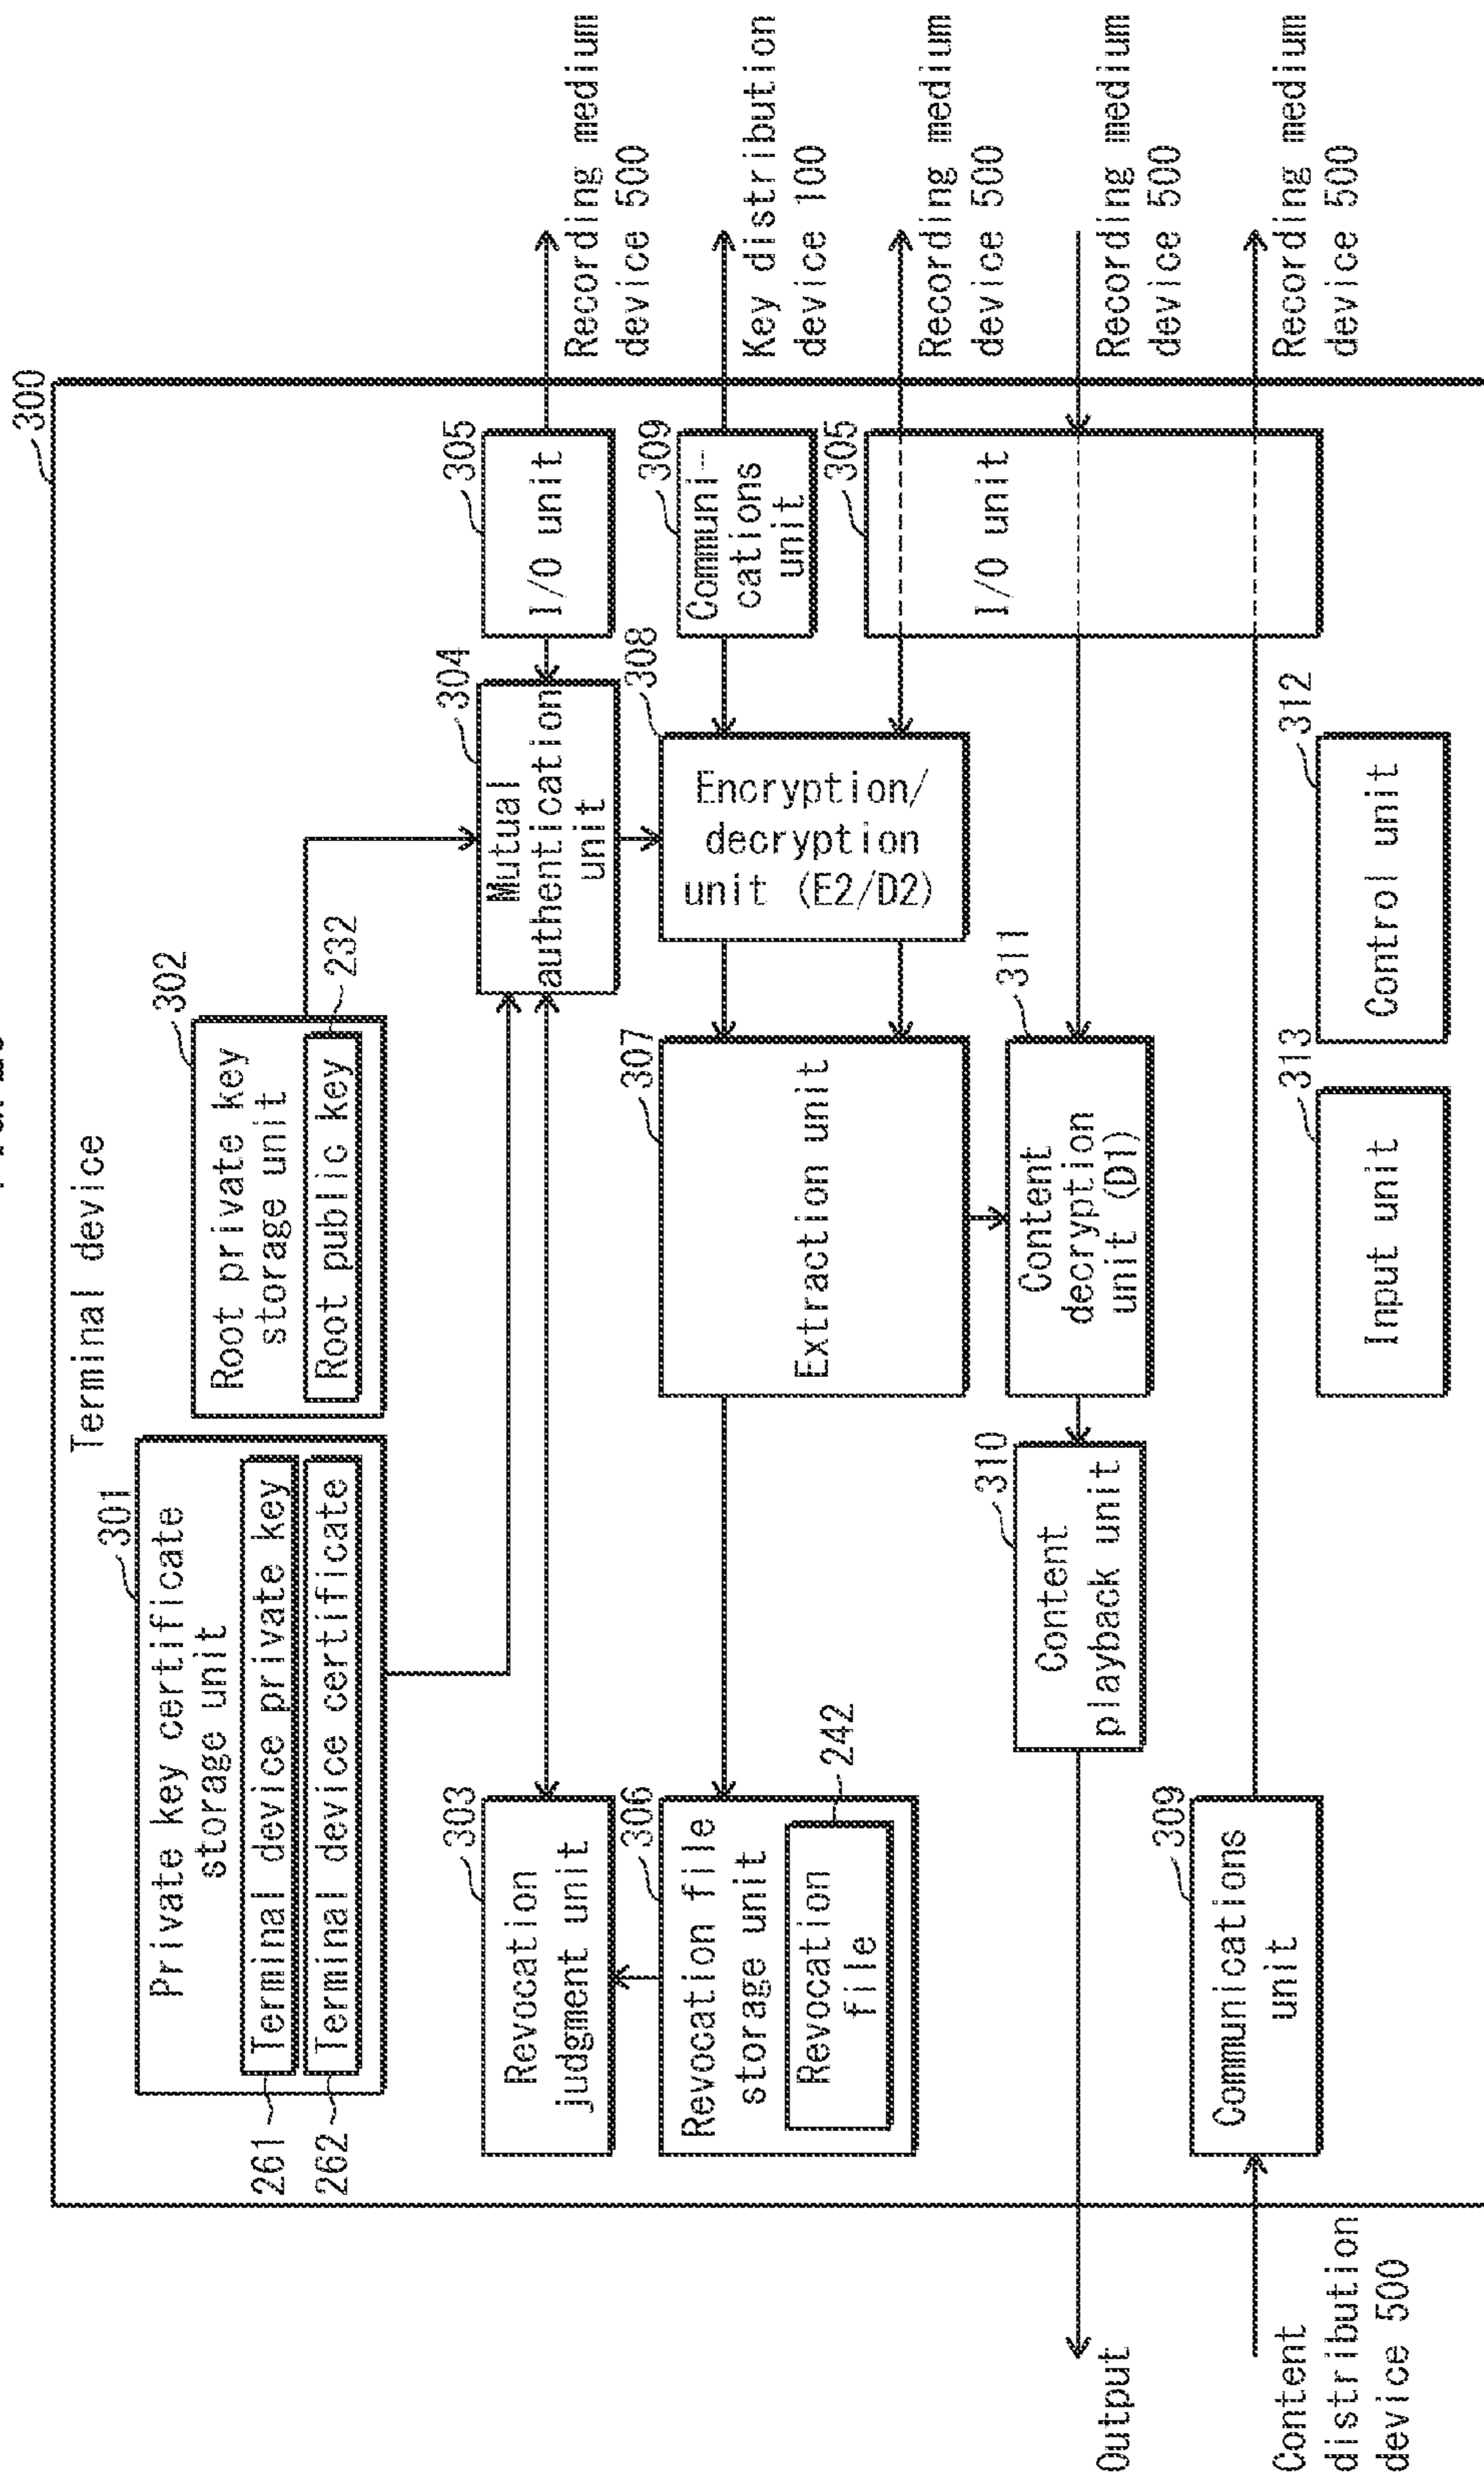 300
Terminal device
301
Private key certificate
storage unit
261
Terminal device private key
262
Terminal device certificate
302
Root private key
storage unit
Root public key
232
303
Revocation
judgment unit
304
Mutual
authentication
unit
305
I/O unit
Recording medium
device 500
306
Revocation file
storage unit
Revocation
file
242
307
Extraction unit
308
Encryption/
decryption
unit (E2/D2)
309
Communi-
cations
unit
Key distribution
device 100
305
I/O unit
Recording medium
device 500
Recording medium
device 500
Recording medium
device 500
310
Content
playback unit
311
Content
decryption
unit (D1)
Output
309
Communications
unit
Content
distribution
device 500
313
Input unit
312
Control unit